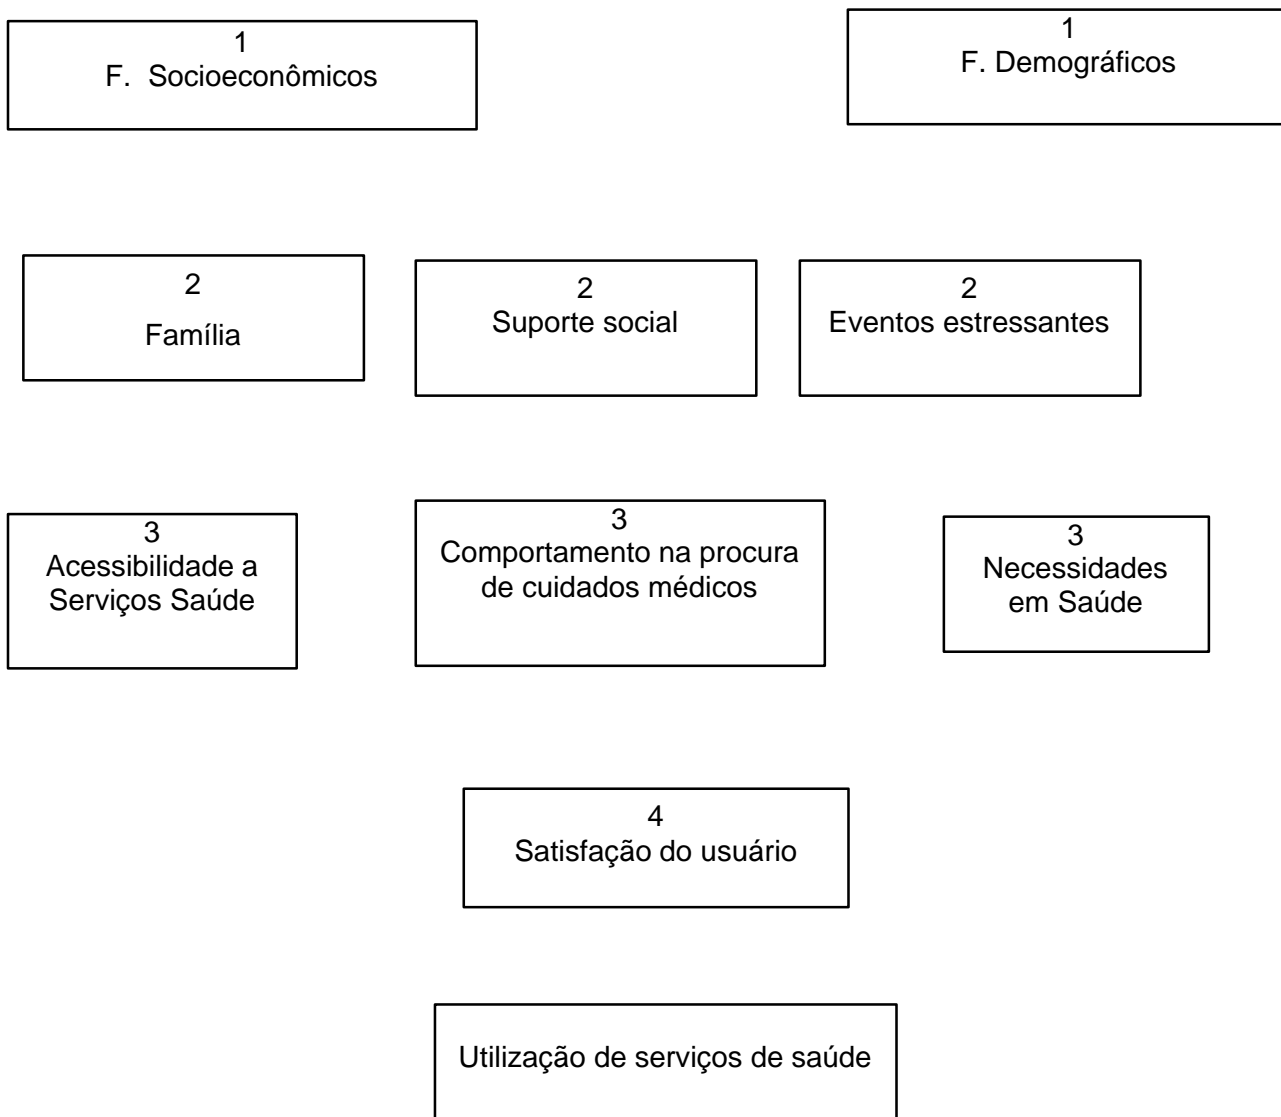 1
F. Socioeconômicos
1
F. Demográficos
2
Família
2
Suporte social
2
Eventos estressantes
3
Acessibilidade a
Serviços Saúde
3
Comportamento na procura
de cuidados médicos
3
Necessidades
em Saúde
4
Satisfação do usuário
Utilização de serviços de saúde